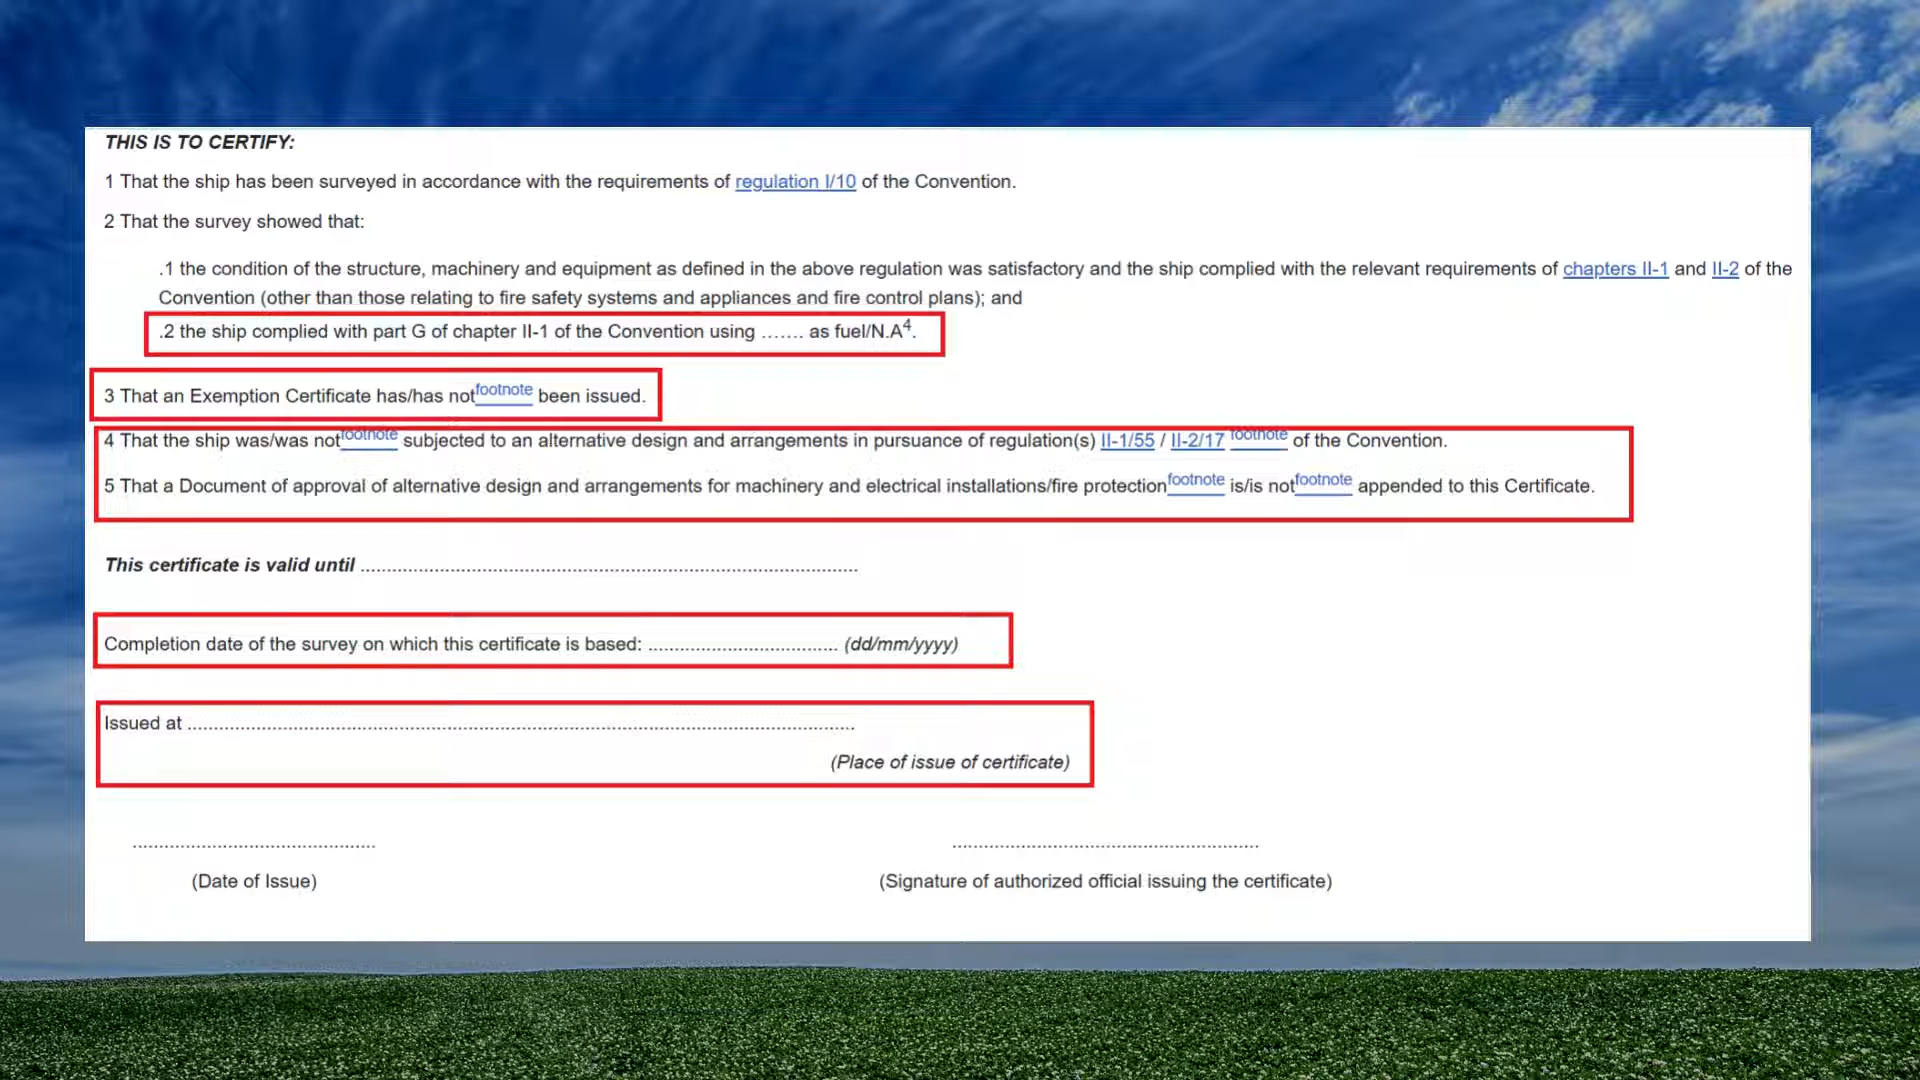 THIS IS TO CERTIFY:
1 That the ship has been surveyed in accordance with the requirements of regulation I/10 of the Convention.
2 That the survey showed that:
.1 the condition of the structure, machinery and equipment as defined in the above regulation was satisfactory and the ship complied with the relevant requirements of chapters II-1 and II-2 of the
Convention (other than those relating to fire safety systems and appliances and fire control plans); and
.2 the ship complied with part G of chapter II-1 of the Convention using ....... as fuel/N.A4.
3 That an Exemption Certificate has/has notfootnote been issued.
4 That the ship was/was notfootnote subjected to an alternative design and arrangements in pursuance of regulation(s) II-1/55 / II-2/17 footnote of the Convention.
5 That a Document of approval of alternative design and arrangements for machinery and electrical installations/fire protectionfootnote is/is notfootnote appended to this Certificate.
This certificate is valid until ..............................................................................................
Completion date of the survey on which this certificate is based: .................................... (dd/mm/yyyy)
Issued at ..............................................................................................................................
(Place of issue of certificate)
.............................................. ..........................................................
(Date of Issue) (Signature of authorized official issuing the certificate)